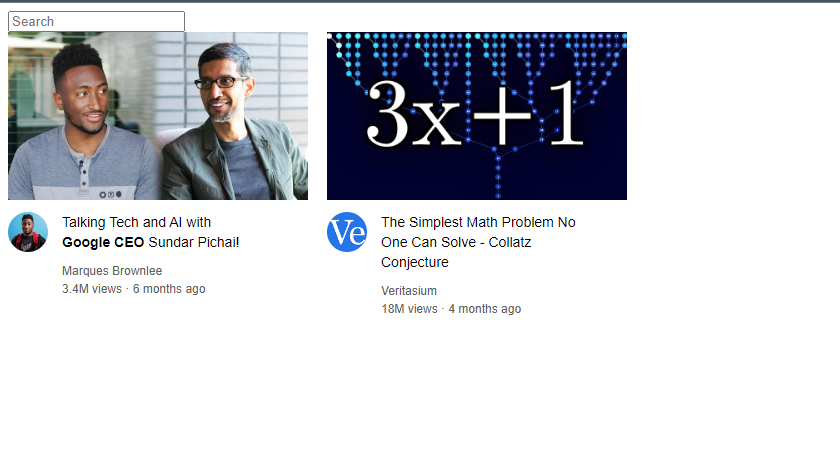 Search
3x+1
Talking Tech and AI with
Google CEO Sundar Pichai!
Marques Brownlee
3.4M views · 6 months ago
Ve
The Simplest Math Problem No
One Can Solve - Collatz
Conjecture
Veritasium
18M views · 4 months ago